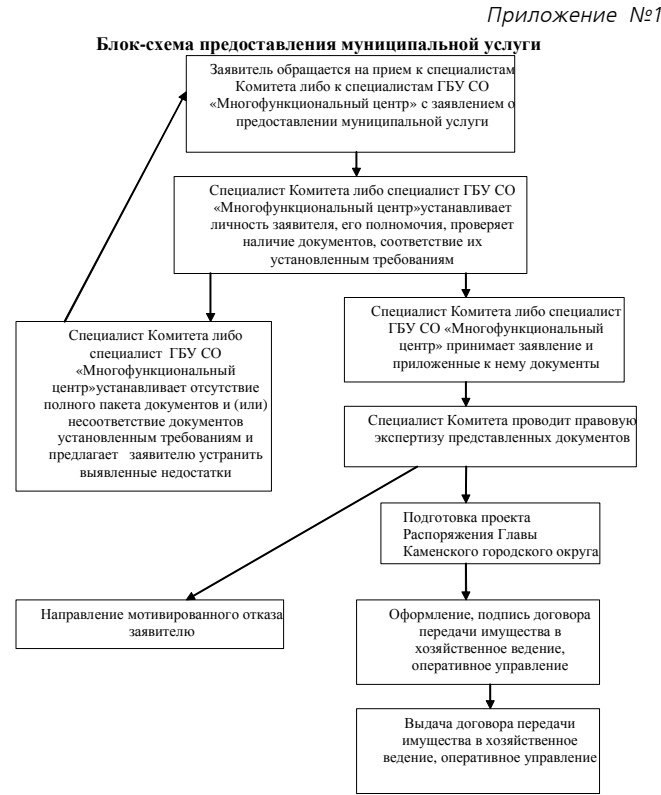 Приложение №1
Блок-схема предоставления муниципальной услуги
Заявитель обращается на прием к специалистам
Комитета либо к специалистам ГБУ СО
«Многофункциональный центр» с заявлением о
предоставлении муниципальной услуги
Специалист Комитета либо специалист ГБУ СО
«Многофункциональный центр»устанавливает
личность заявителя, его полномочия, проверяет
наличие документов, соответствие их
установленным требованиям
Специалист Комитета либо
специалист ГБУ СО
«Многофункциональный
центр»устанавливает отсутствие
полного пакета документов и (или)
несоответствие документов
установленным требованиям и
предлагает заявителю устранить
выявленные недостатки
Специалист Комитета либо специалист
ГБУ СО «Многофункциональный
центр» принимает заявление и
приложенные к нему документы
Специалист Комитета проводит правовую
экспертизу представленных документов
Подготовка проекта
Распоряжения Главы
Каменского городского округа
Направление мотивированного отказа
заявителю
Оформление, подпись договора
передачи имущества в
хозяйственное ведение,
оперативное управление
Выдача договора передачи
имущества в хозяйственное
ведение, оперативное управление